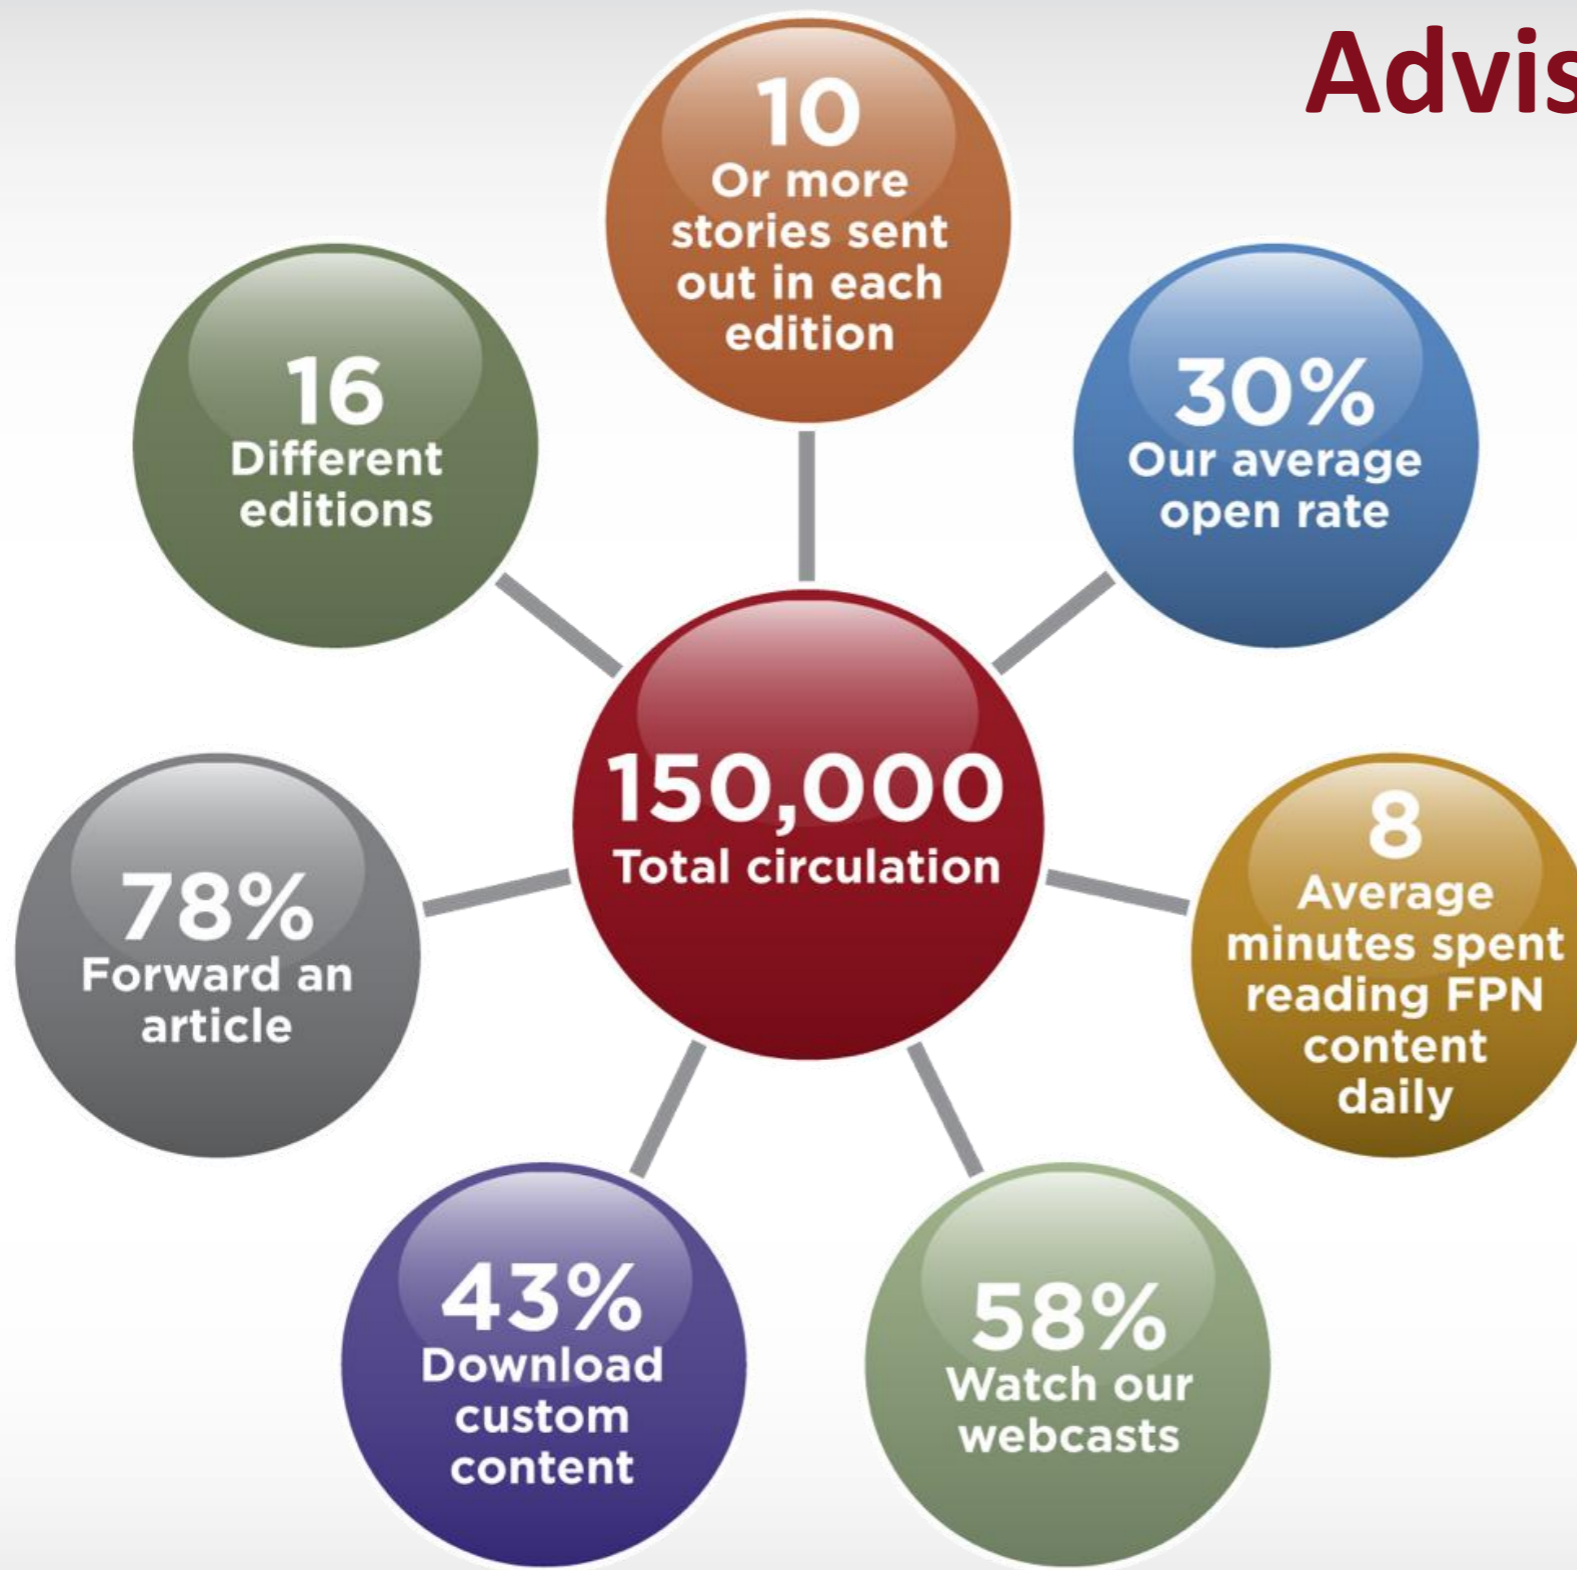 10
Or more
stories sent
out in each
edition
30%
Our average
open rate
8
Average
minutes spent
reading FPN
content
daily
58%
Watch our
webcasts
43%
Download
custom
content
78%
Forward an
article
16
Different
editions
150,000
Total circulation